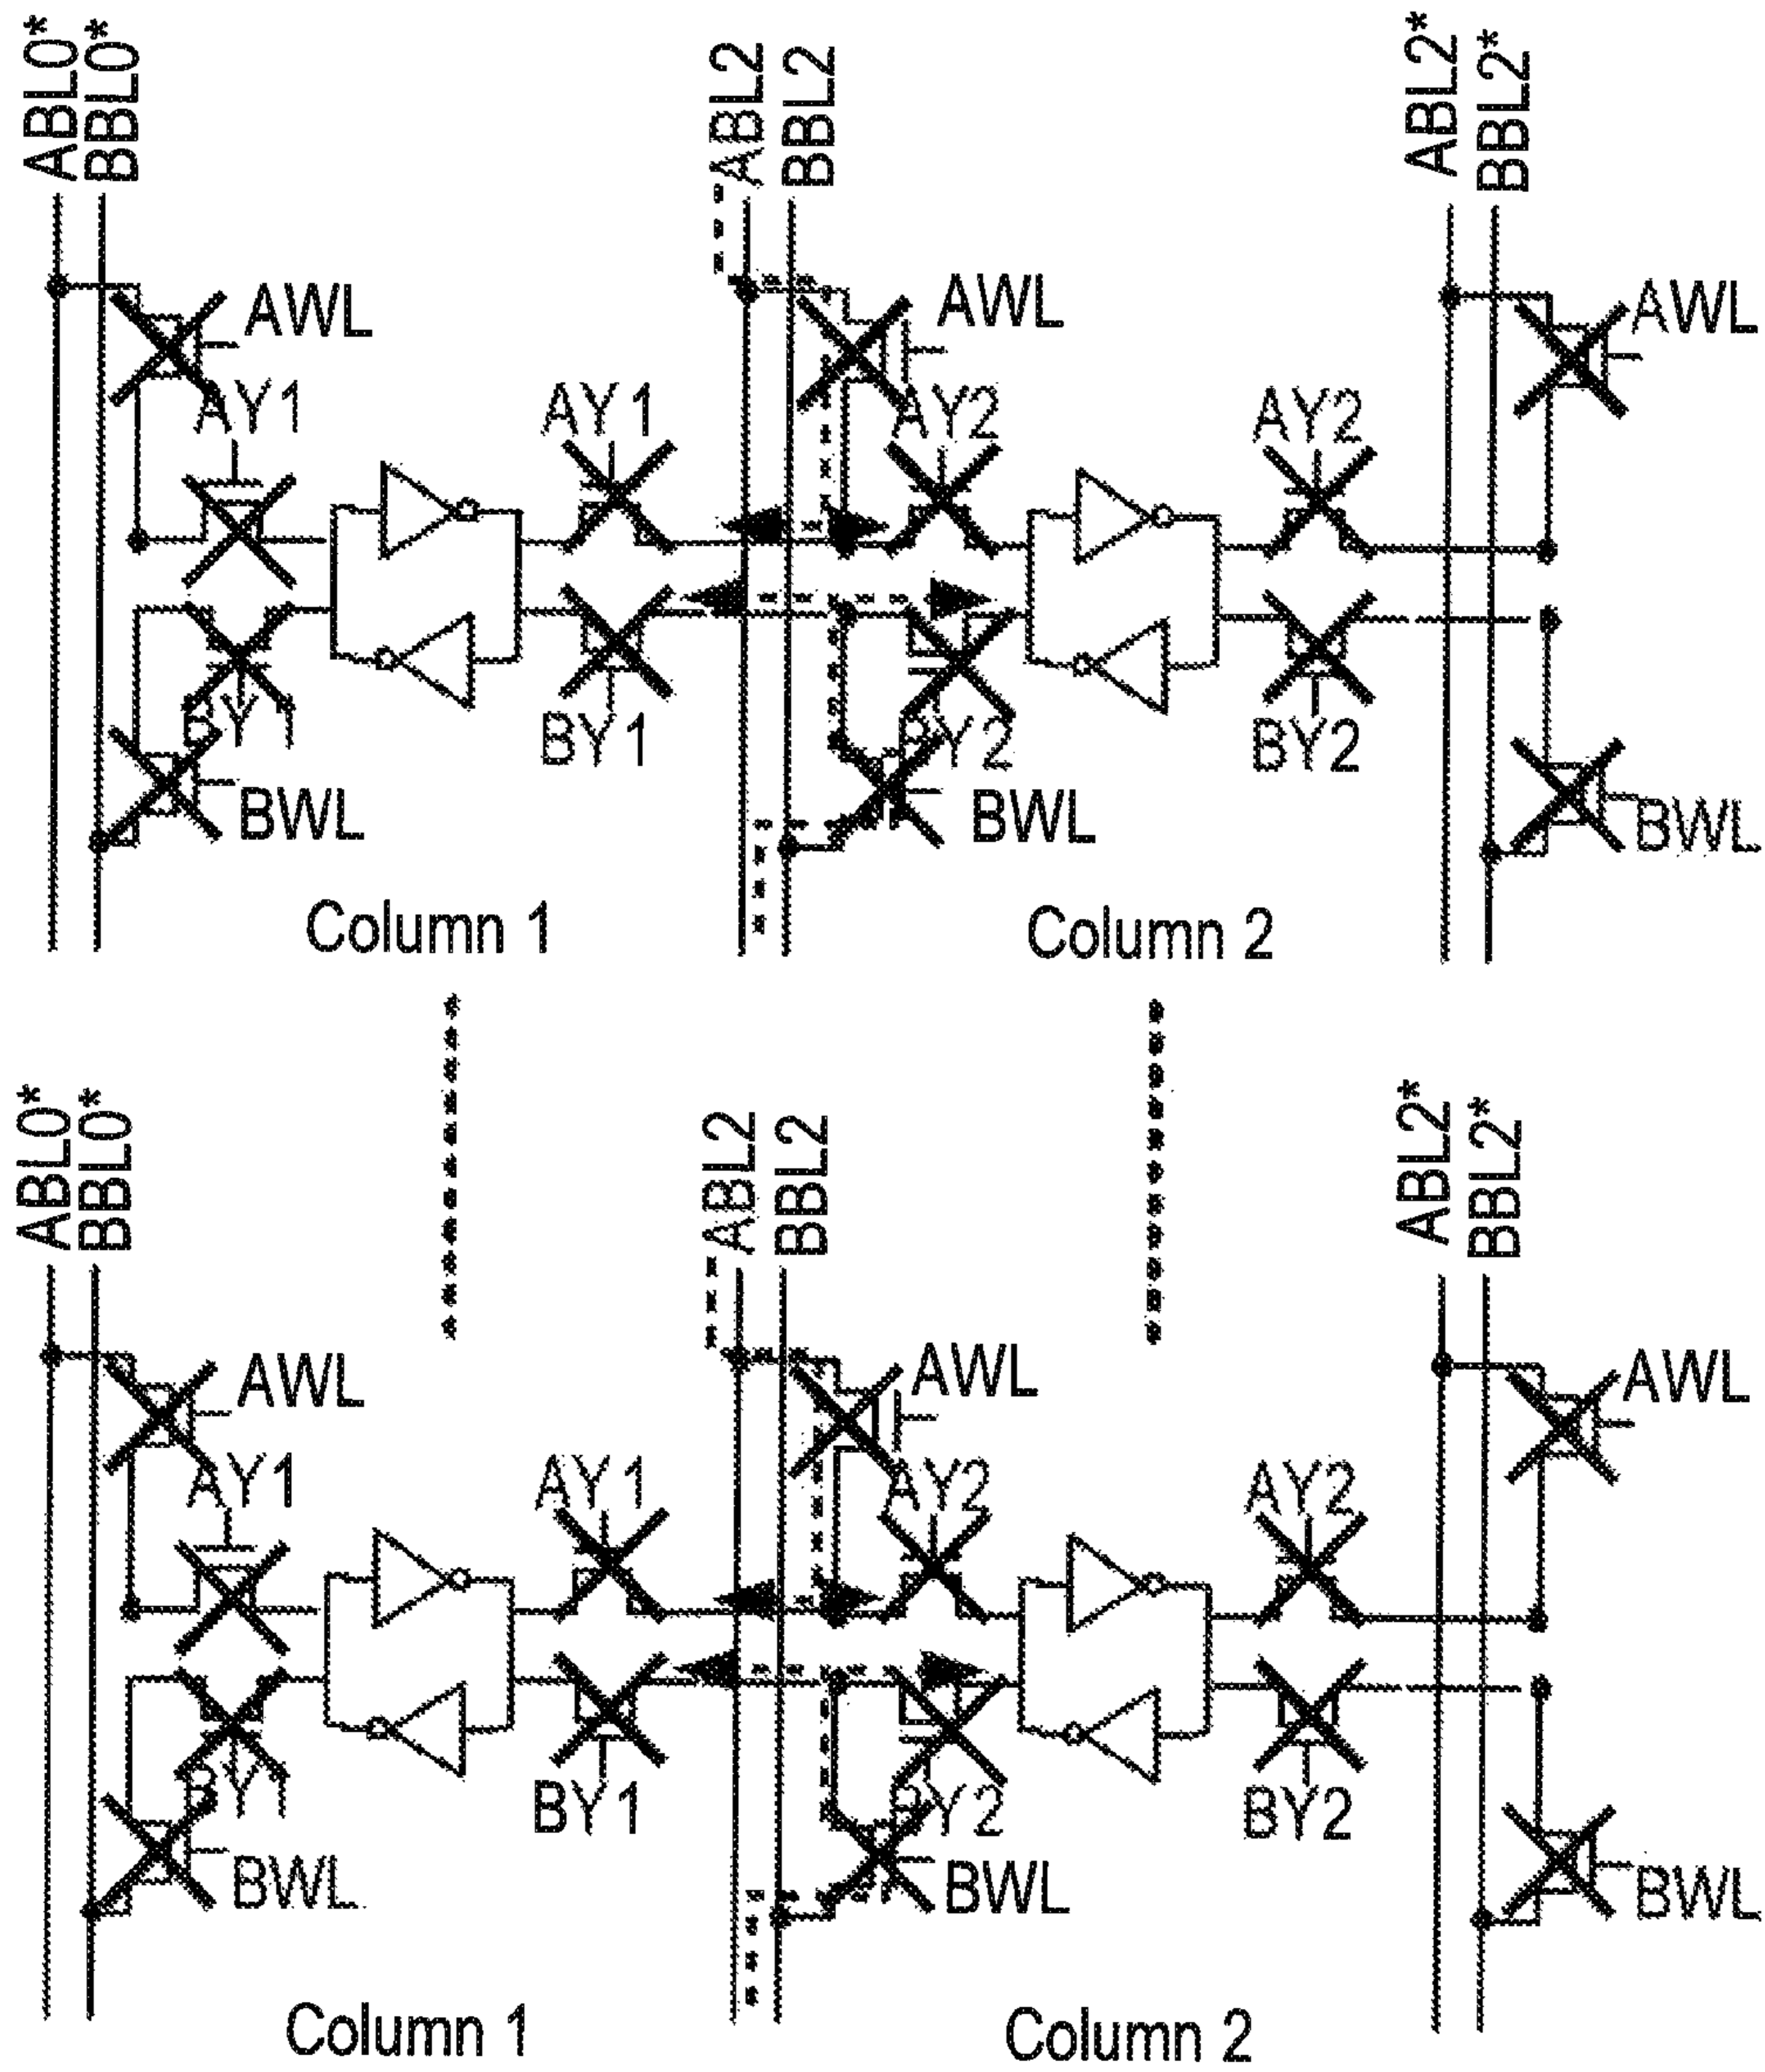 ABL0*
BBL0*
ABL2
BBL2
ABL2*
BBL2*
AWL
AWL
AWL
AY1
AY1
AY2
AY2
BY1
BY1
BY2
BY2
BWL
BWL
BWL
Column 1
Column 2
ABL0*
BBL0*
ABL2
BBL2
ABL2*
BBL2*
AWL
AWL
AWL
AY1
AY1
AY2
AY2
BY1
BY1
BY2
BY2
BWL
BWL
BWL
Column 1
Column 2